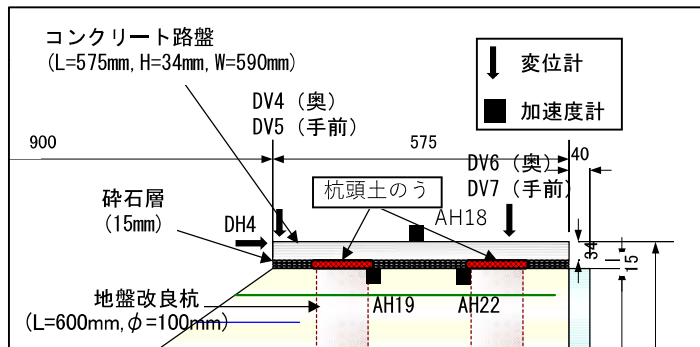 コンクリート路盤
(L=575mm, H=34mm, W=590mm)
変位計
加速度計
DV4 (奥)
DV5 (手前)
900
575
40
DV6 (奥)
DV7 (手前)
砕石層
(15mm)
杭頭土のう
DH4
AH18
34
15
地盤改良杭
(L=600mm, φ=100mm)
AH19
AH22